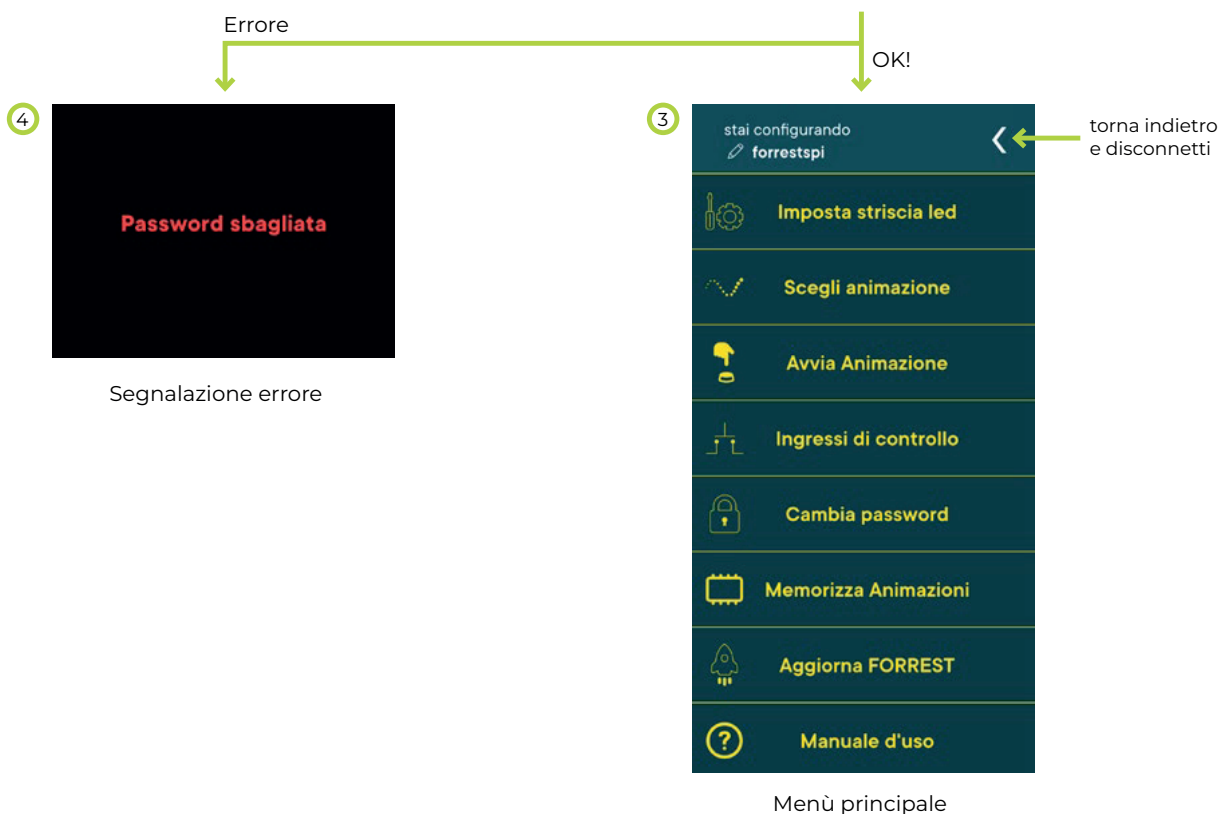 Errore
OK!
4
Password sbagliata
Segnalazione errore
3
stai configurando
forrestspi
torna indietro
e disconnetti
Imposta striscia led
Scegli animazione
Avvia Animazione
Ingressi di controllo
Cambia password
Memorizza Animazioni
Aggiorna FORREST
?
Manuale d'uso
Menù principale